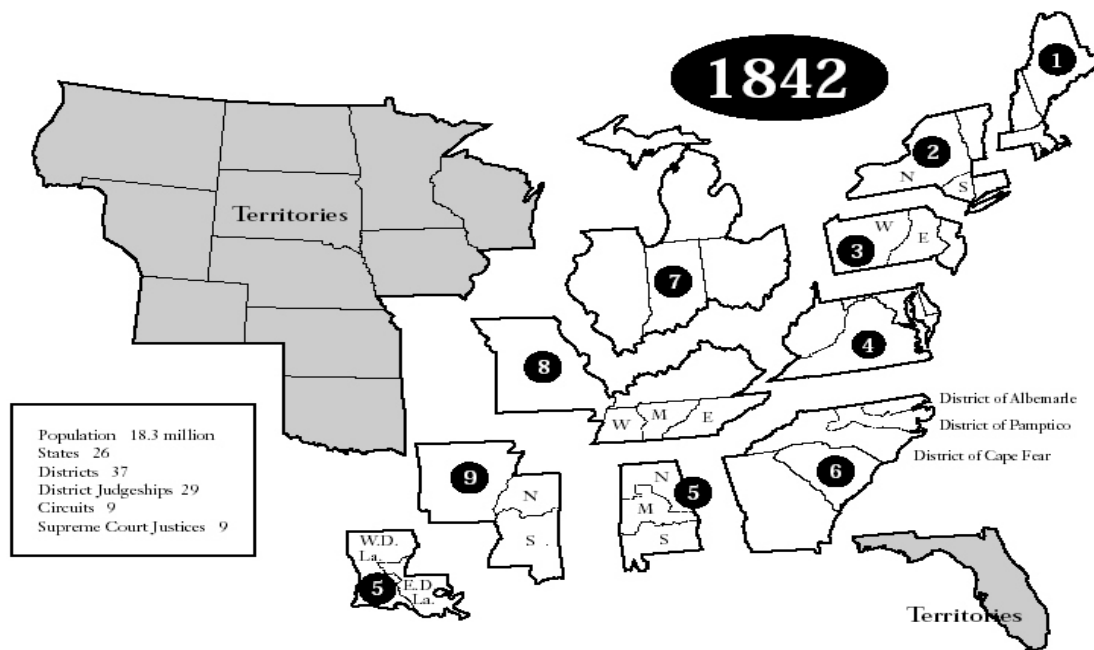 1842
1
2
N
S
W
E
3
Territories
7
4
8
W
M
E
District of Albemarle
District of Pamptico
District of Cape Fear
Population 18.3 million
States 26
Districts 37
District Judgeships 29
Circuits 9
Supreme Court Justices 9
9
N
S .
N
5
M
S
6
W.D.
La.
5
E.D.
La.
Territories